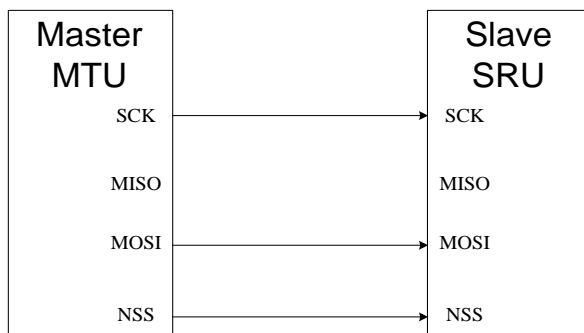 Master
MTU
SCK
MISO
MOSI
NSS
Slave
SRU
SCK
MISO
MOSI
NSS